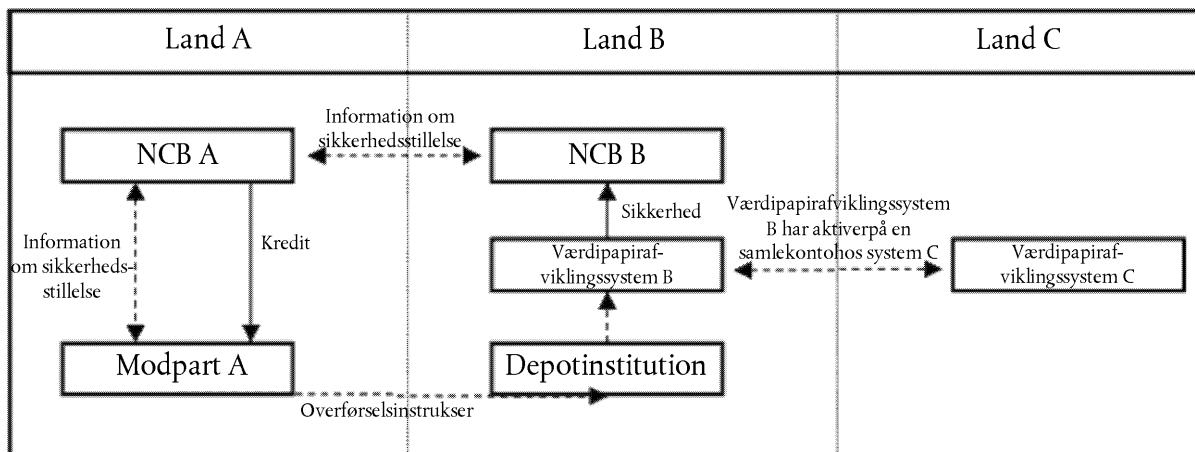 Land A
Land B
Land C
Information om
sikkerhedsstillelse
NCB A
NCB B
Information
om sikkerheds-
stillelse
Kredit
Sikkerhed
Værdipapirafviklingssystem
B har aktiverpå en
samlekontohos system C
Værdipapiraf-
viklingssystem B
Værdipapiraf-
viklingssystem C
Modpart A
Depotinstitution
Overførselsinstrukser